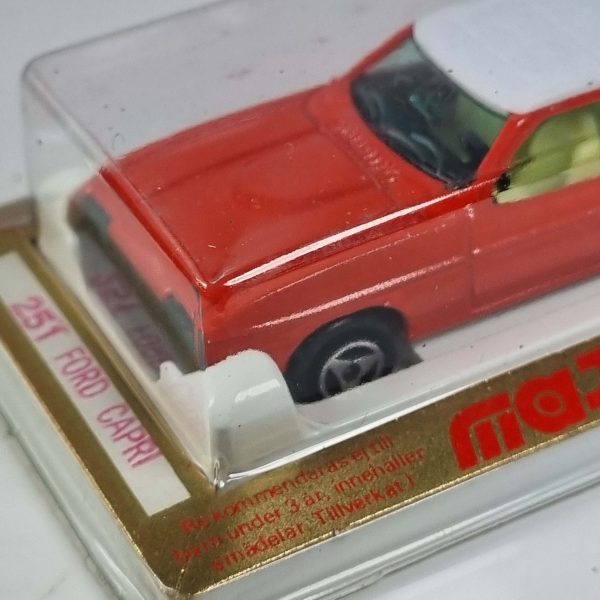 251 FORD CAPRI
Rekommenderas ej till
barn under 3 år, innehåller
smådelar. Tillverkat i